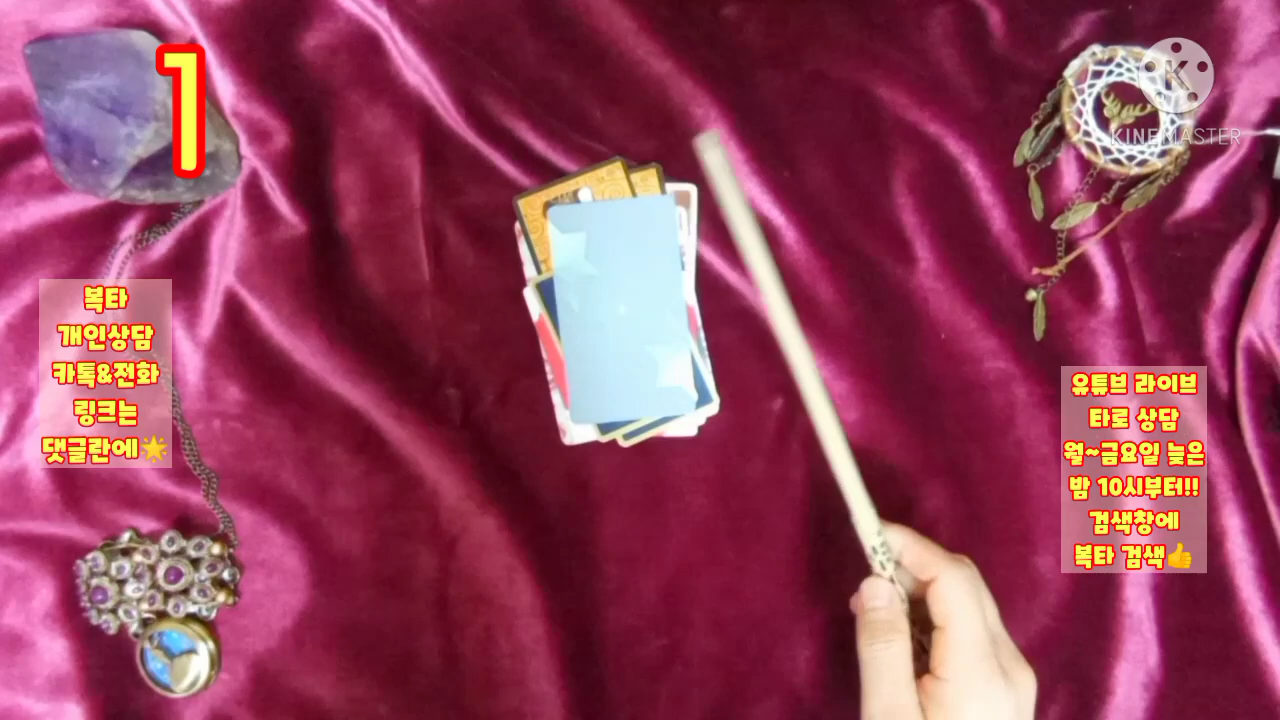 1
복타
개인상담
카톡&전화
링크는
댓글란에🌟
K
KINEMASTER
유튜브 라이브
타로 상담
월~금요일 늦은
밤 10시부터!!
검색창에
복타 검색👍